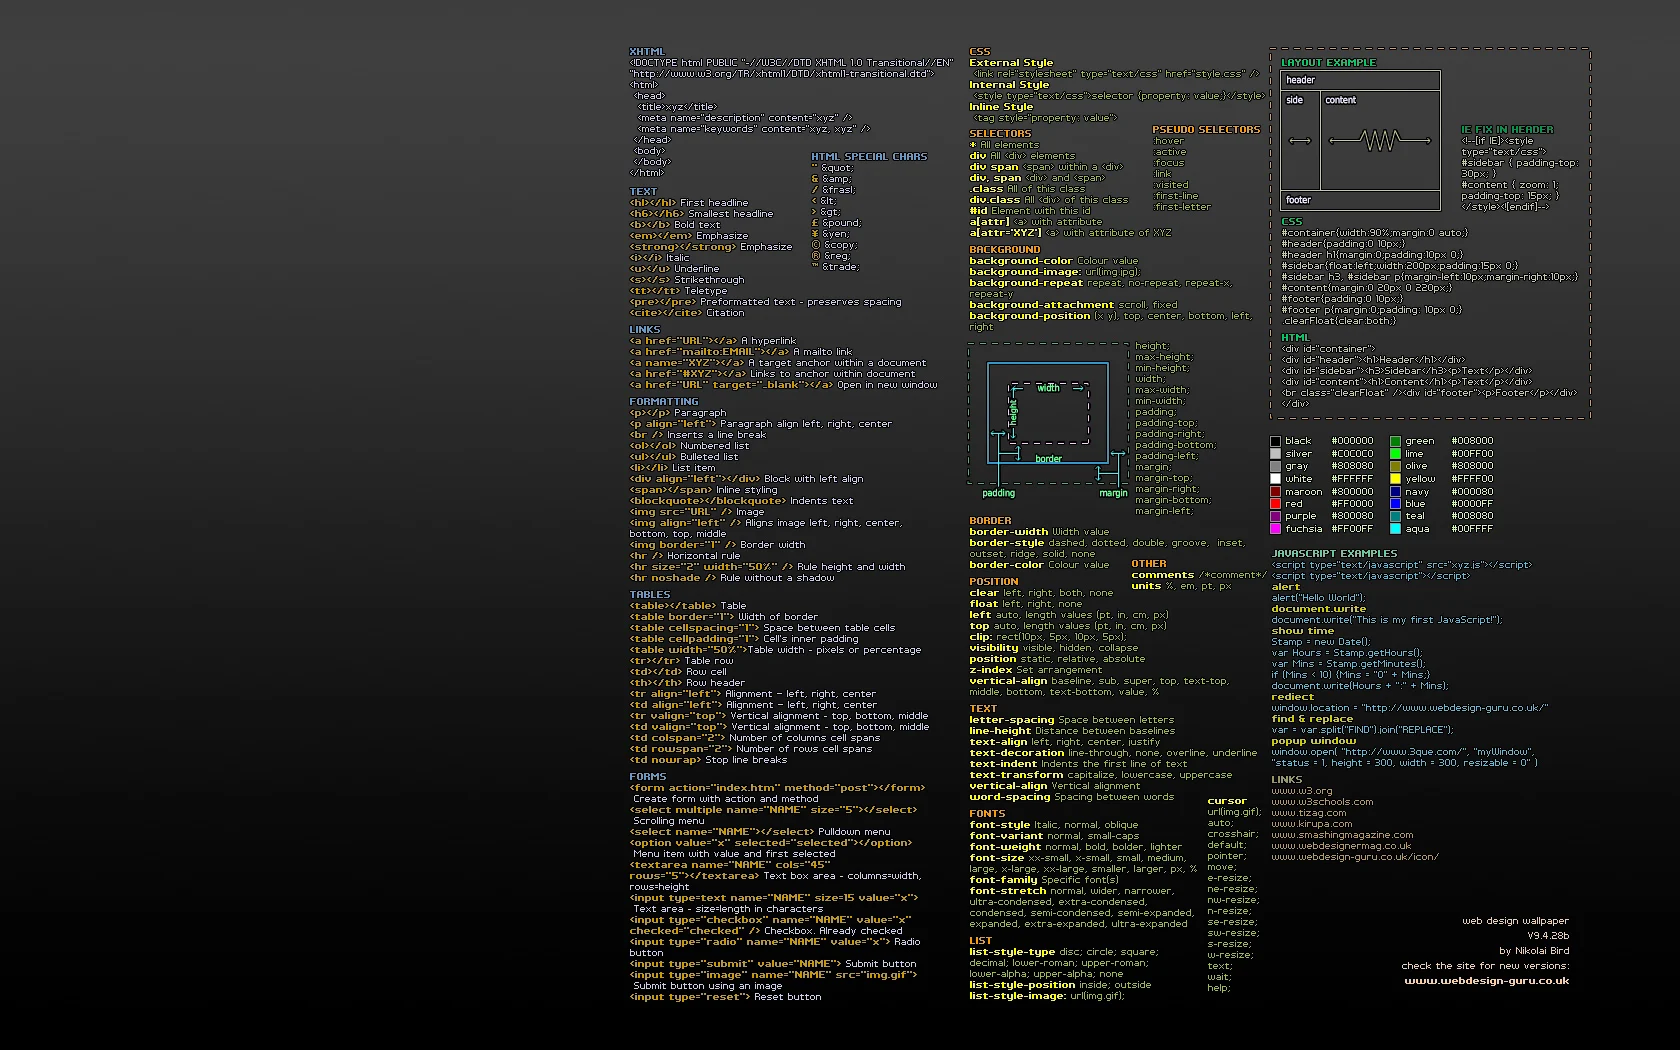 XHTML
<!DOCTYPE html PUBLIC "-//W3C//DTD XHTML 1.0 Transitional//EN"
"http://www.w3.org/TR/xhtml1/DTD/xhtml1-transitional.dtd">
<html>
<head>
<title>xyz</title>
<meta name="description" content="xyz" />
<meta name="keywords" content="xyz, xyz" />
</head>
<body>
</body>
</html>
HTML SPECIAL CHARS
" &quot;
& &amp;
/ &frasl;
< &lt;
> &gt;
£ &pound;
¥ &yen;
© &copy;
® &reg;
™ &trade;
TEXT
<h1></h1> First headline
<h6></h6> Smallest headline
<b></b> Bold text
<em></em> Emphasize
<strong></strong> Emphasize
<i></i> Italic
<u></u> Underline
<s></s> Strikethrough
<tt></tt> Teletype
<pre></pre> Preformatted text - preserves spacing
<cite></cite> Citation
LINKS
<a href="URL"></a> A hyperlink
<a href="mailto:EMAIL"></a> A mailto link
<a name="XYZ"></a> A target anchor within a document
<a href="#XYZ"></a> Links to anchor within document
<a href="URL" target="_blank"></a> Open in new window
FORMATTING
<p></p> Paragraph
<p align="left"> Paragraph align left, right, center
<br /> Inserts a line break
<ol></ol> Numbered list
<ul></ul> Bulleted list
<li></li> List item
<div align="left"></div> Block with left align
<span></span> Inline styling
<blockquote></blockquote> Indents text
<img src="URL" /> Image
<img align="left" /> Aligns image left, right, center,
bottom, top, middle
<img border="1" /> Border width
<hr /> Horizontal rule
<hr size="2" width="50%" /> Rule height and width
<hr noshade /> Rule without a shadow
TABLES
<table></table> Table
<table border="1"> Width of border
<table cellspacing="1"> Space between table cells
<table cellpadding="1"> Cell's inner padding
<table width="50%">Table width - pixels or percentage
<tr></tr> Table row
<td></td> Row cell
<th></th> Row header
<tr align="left"> Alignment – left, right, center
<td align="left"> Alignment – left, right, center
<tr valign="top"> Vertical alignment - top, bottom, middle
<td valign="top"> Vertical alignment - top, bottom, middle
<td colspan="2"> Number of columns cell spans
<td rowspan="2"> Number of rows cell spans
<td nowrap> Stop line breaks
FORMS
<form action="index.htm" method="post"></form>
Create form with action and method
<select multiple name="NAME" size="5"></select>
Scrolling menu
<select name="NAME"></select> Pulldown menu
<option value="x" selected="selected"></option>
Menu item with value and first selected
<textarea name="NAME" cols="45"
rows="5"></textarea> Text box area - columns=width,
rows=height
<input type=text name="NAME" size=15 value="x">
Text area - size=length in characters
<input type="checkbox" name="NAME" value="x"
checked="checked" /> Checkbox. Already checked
<input type="radio" name="NAME" value="x"> Radio
button
<input type="submit" value="NAME"> Submit button
<input type="image" name="NAME" src="img.gif">
Submit button using an image
<input type="reset"> Reset button
CSS
External Style
<link rel="stylesheet" type="text/css" href="style.css" />
Internal Style
<style type="text/css">selector {property: value;}</style>
Inline Style
<tag style="property: value">
SELECTORS
* All elements
div All <div> elements
div span <span> within a <div>
div, span <div> and <span>
.class All of this class
div.class All <div> of this class
#id Element with this id
a[attr] <a> with attribute
a[attr="XYZ"] <a> with attribute of XYZ
PSEUDO SELECTORS
:hover
:active
:focus
:link
:visited
:first-line
:first-letter
BACKGROUND
background-color Colour value
background-image: url(img.jpg);
background-repeat repeat, no-repeat, repeat-x,
repeat-y
background-attachment scroll, fixed
background-position (x y), top, center, bottom, left,
right
width
height
border
padding
margin
height;
max-height;
min-height;
width;
max-width;
min-width;
padding;
padding-top;
padding-right;
padding-bottom;
padding-left;
margin;
margin-top;
margin-right;
margin-bottom;
margin-left;
BORDER
border-width Width value
border-style dashed, dotted, double, groove, inset,
outset, ridge, solid, none
border-color Colour value
OTHER
comments /*comment*/
units %, em, pt, px
POSITION
clear left, right, both, none
float left, right, none
left auto, length values (pt, in, cm, px)
top auto, length values (pt, in, cm, px)
clip: rect(10px, 5px, 10px, 5px);
visibility visible, hidden, collapse
position static, relative, absolute
z-index Set arrangement
vertical-align baseline, sub, super, top, text-top,
middle, bottom, text-bottom, value, %
TEXT
letter-spacing Space between letters
line-height Distance between baselines
text-align left, right, center, justify
text-decoration line-through, none, overline, underline
text-indent Indents the first line of text
text-transform capitalize, lowercase, uppercase
vertical-align Vertical alignment
word-spacing Spacing between words
FONTS
font-style Italic, normal, oblique
font-variant normal, small-caps
font-weight normal, bold, bolder, lighter
font-size xx-small, x-small, small, medium,
large, x-large, xx-large, smaller, larger, px, %
font-family Specific font(s)
font-stretch normal, wider, narrower,
ultra-condensed, extra-condensed,
condensed, semi-condensed, semi-expanded,
expanded, extra-expanded, ultra-expanded
LIST
list-style-type disc; circle; square;
decimal; lower-roman; upper-roman;
lower-alpha; upper-alpha; none
list-style-position inside; outside
list-style-image: url(img.gif);
cursor
url(img.gif);
auto;
crosshair;
default;
pointer;
move;
e-resize;
ne-resize;
nw-resize;
n-resize;
se-resize;
sw-resize;
s-resize;
w-resize;
text;
wait;
help;
LAYOUT EXAMPLE
header
side
content
footer
IE FIX IN HEADER
<!--[if IE]><style
type="text/css">
#sidebar { padding-top:
30px; }
#content { zoom: 1;
padding-top: 15px; }
</style><![endif]-->
CSS
#container{width:90%;margin:0 auto;}
#header{padding:0 10px;}
#header h1{margin:0;padding:10px 0;}
#sidebar{float:left;width:200px;padding:15px 0;}
#sidebar h3, #sidebar p{margin-left:10px;margin-right:10px;}
#content{margin:0 20px 0 220px;}
#footer{padding:0 10px;}
#footer p{margin:0;padding: 10px 0;}
.clearFloat{clear:both;}
HTML
<div id="container">
<div id="header"><h1>Header</h1></div>
<div id="sidebar"><h3>Sidebar</h3><p>Text</p></div>
<div id="content"><h1>Content</h1><p>Text</p></div>
<br class="clearFloat" /><div id="footer"><p>Footer</p></div>
</div>
black #000000 green #008000
silver #C0C0C0 lime #00FF00
gray #808080 olive #808000
white #FFFFFF yellow #FFFF00
maroon #800000 navy #000080
red #FF0000 blue #0000FF
purple #800080 teal #008080
fuchsia #FF00FF aqua #00FFFF
JAVASCRIPT EXAMPLES
<script type="text/javascript" src="xyz.js"></script>
<script type="text/javascript"></script>
alert
alert("Hello World");
document.write
document.write("This is my first JavaScript!");
show time
Stamp = new Date();
var Hours = Stamp.getHours();
var Mins = Stamp.getMinutes();
if (Mins < 10) {Mins = "0" + Mins;}
document.write(Hours + ":" + Mins);
rediect
window.location = "http://www.webdesign-guru.co.uk/"
find & replace
var = var.split("FIND").join("REPLACE");
popup window
window.open( "http://www.3que.com/", "myWindow",
"status = 1, height = 300, width = 300, resizable = 0" )
LINKS
www.w3.org
www.w3schools.com
www.tizag.com
www.kirupa.com
www.smashingmagazine.com
www.webdesignermag.co.uk
www.webdesign-guru.co.uk/icon/
web design wallpaper
V9.4.28b
by Nikolai Bird
check the site for new versions:
www.webdesign-guru.co.uk